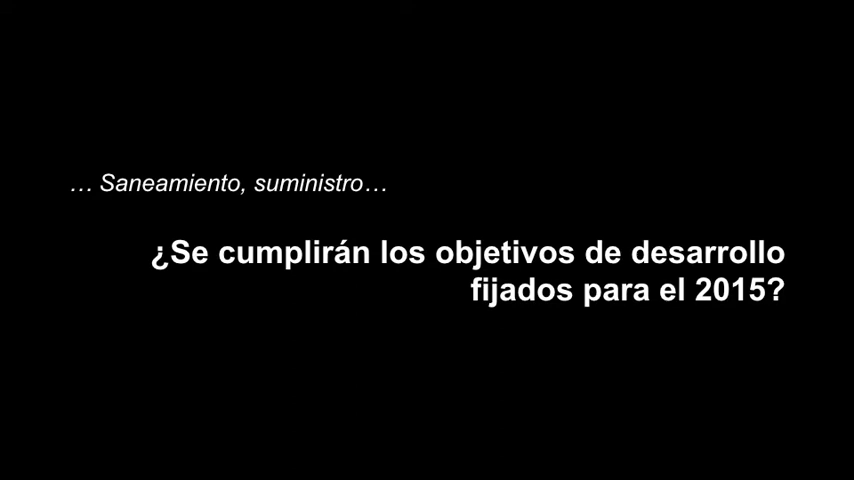 … Saneamiento, suministro…
¿Se cumplirán los objetivos de desarrollo
fijados para el 2015?